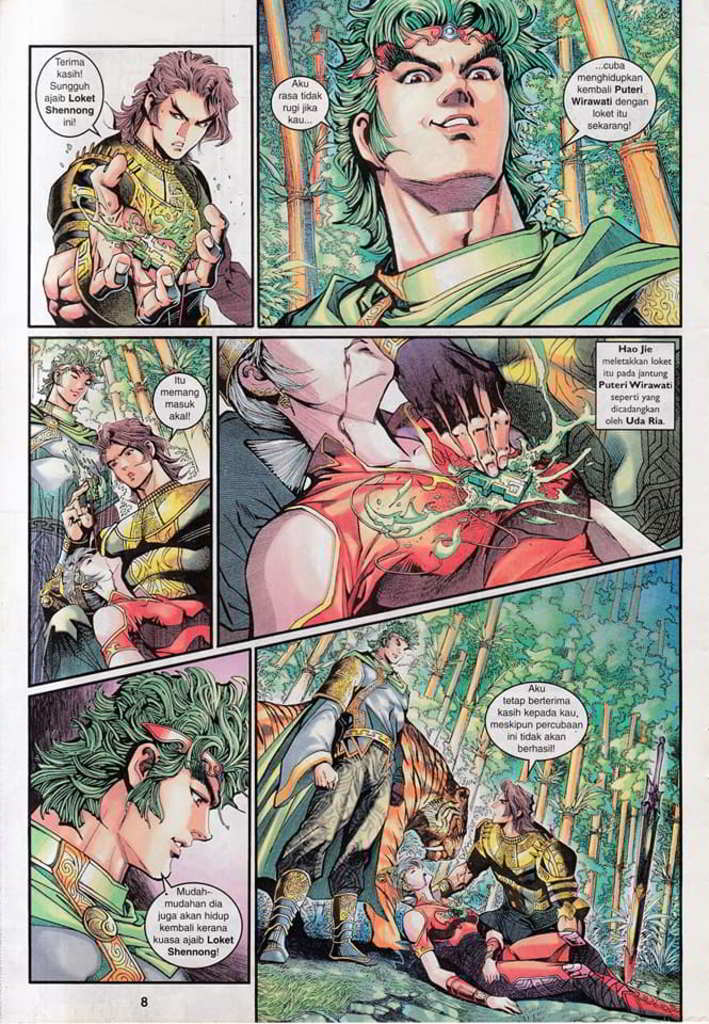 Terima
kasih!
Sungguh
ajaib Loket
Shennong
ini!
Aku
rasa tidak
rugi jika
kau...
...cuba
menghidupkan
kembali Puteri
Wirawati dengan
loket itu
sekarang!
Itu
memang
masuk
akal!
Hao Jie
meletakkan loket
itu pada jantung
Puteri Wirawati
seperti yang
dicadangkan
oleh Uda Ria.
Mudah-
mudahan dia
juga akan hidup
kembali kerana
kuasa ajaib Loket
Shennong!
Aku
tetap berterima
kasih kepada kau,
meskipun percubaan
ini tidak akan
berhasil!
8